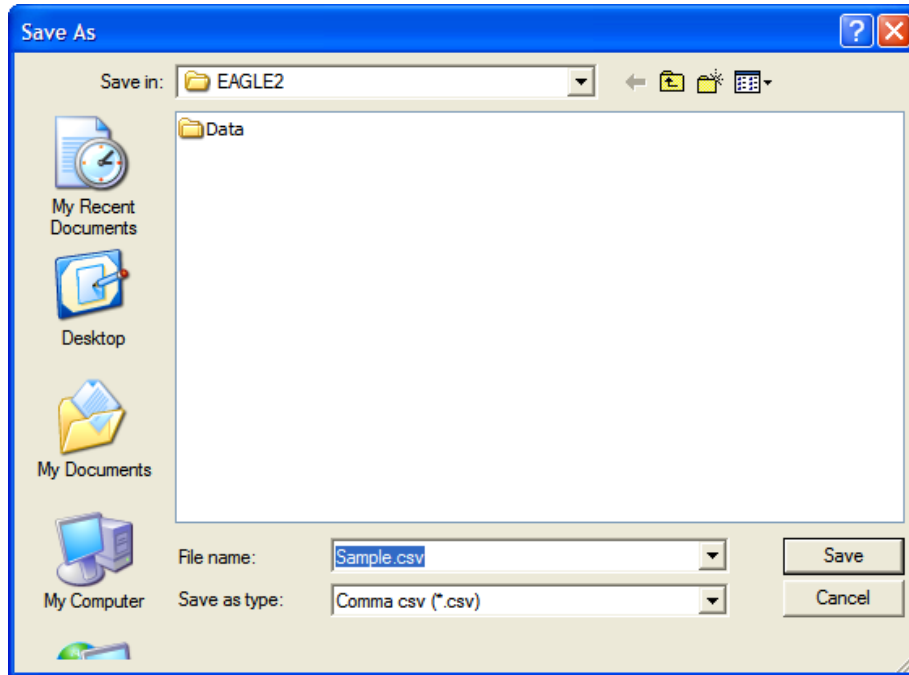 Save As
Save in: EAGLE2
Data
My Recent
Documents
Desktop
My Documents
My Computer
File name: Sample.csv
Save
Save as type: Comma csv (*.csv)
Cancel